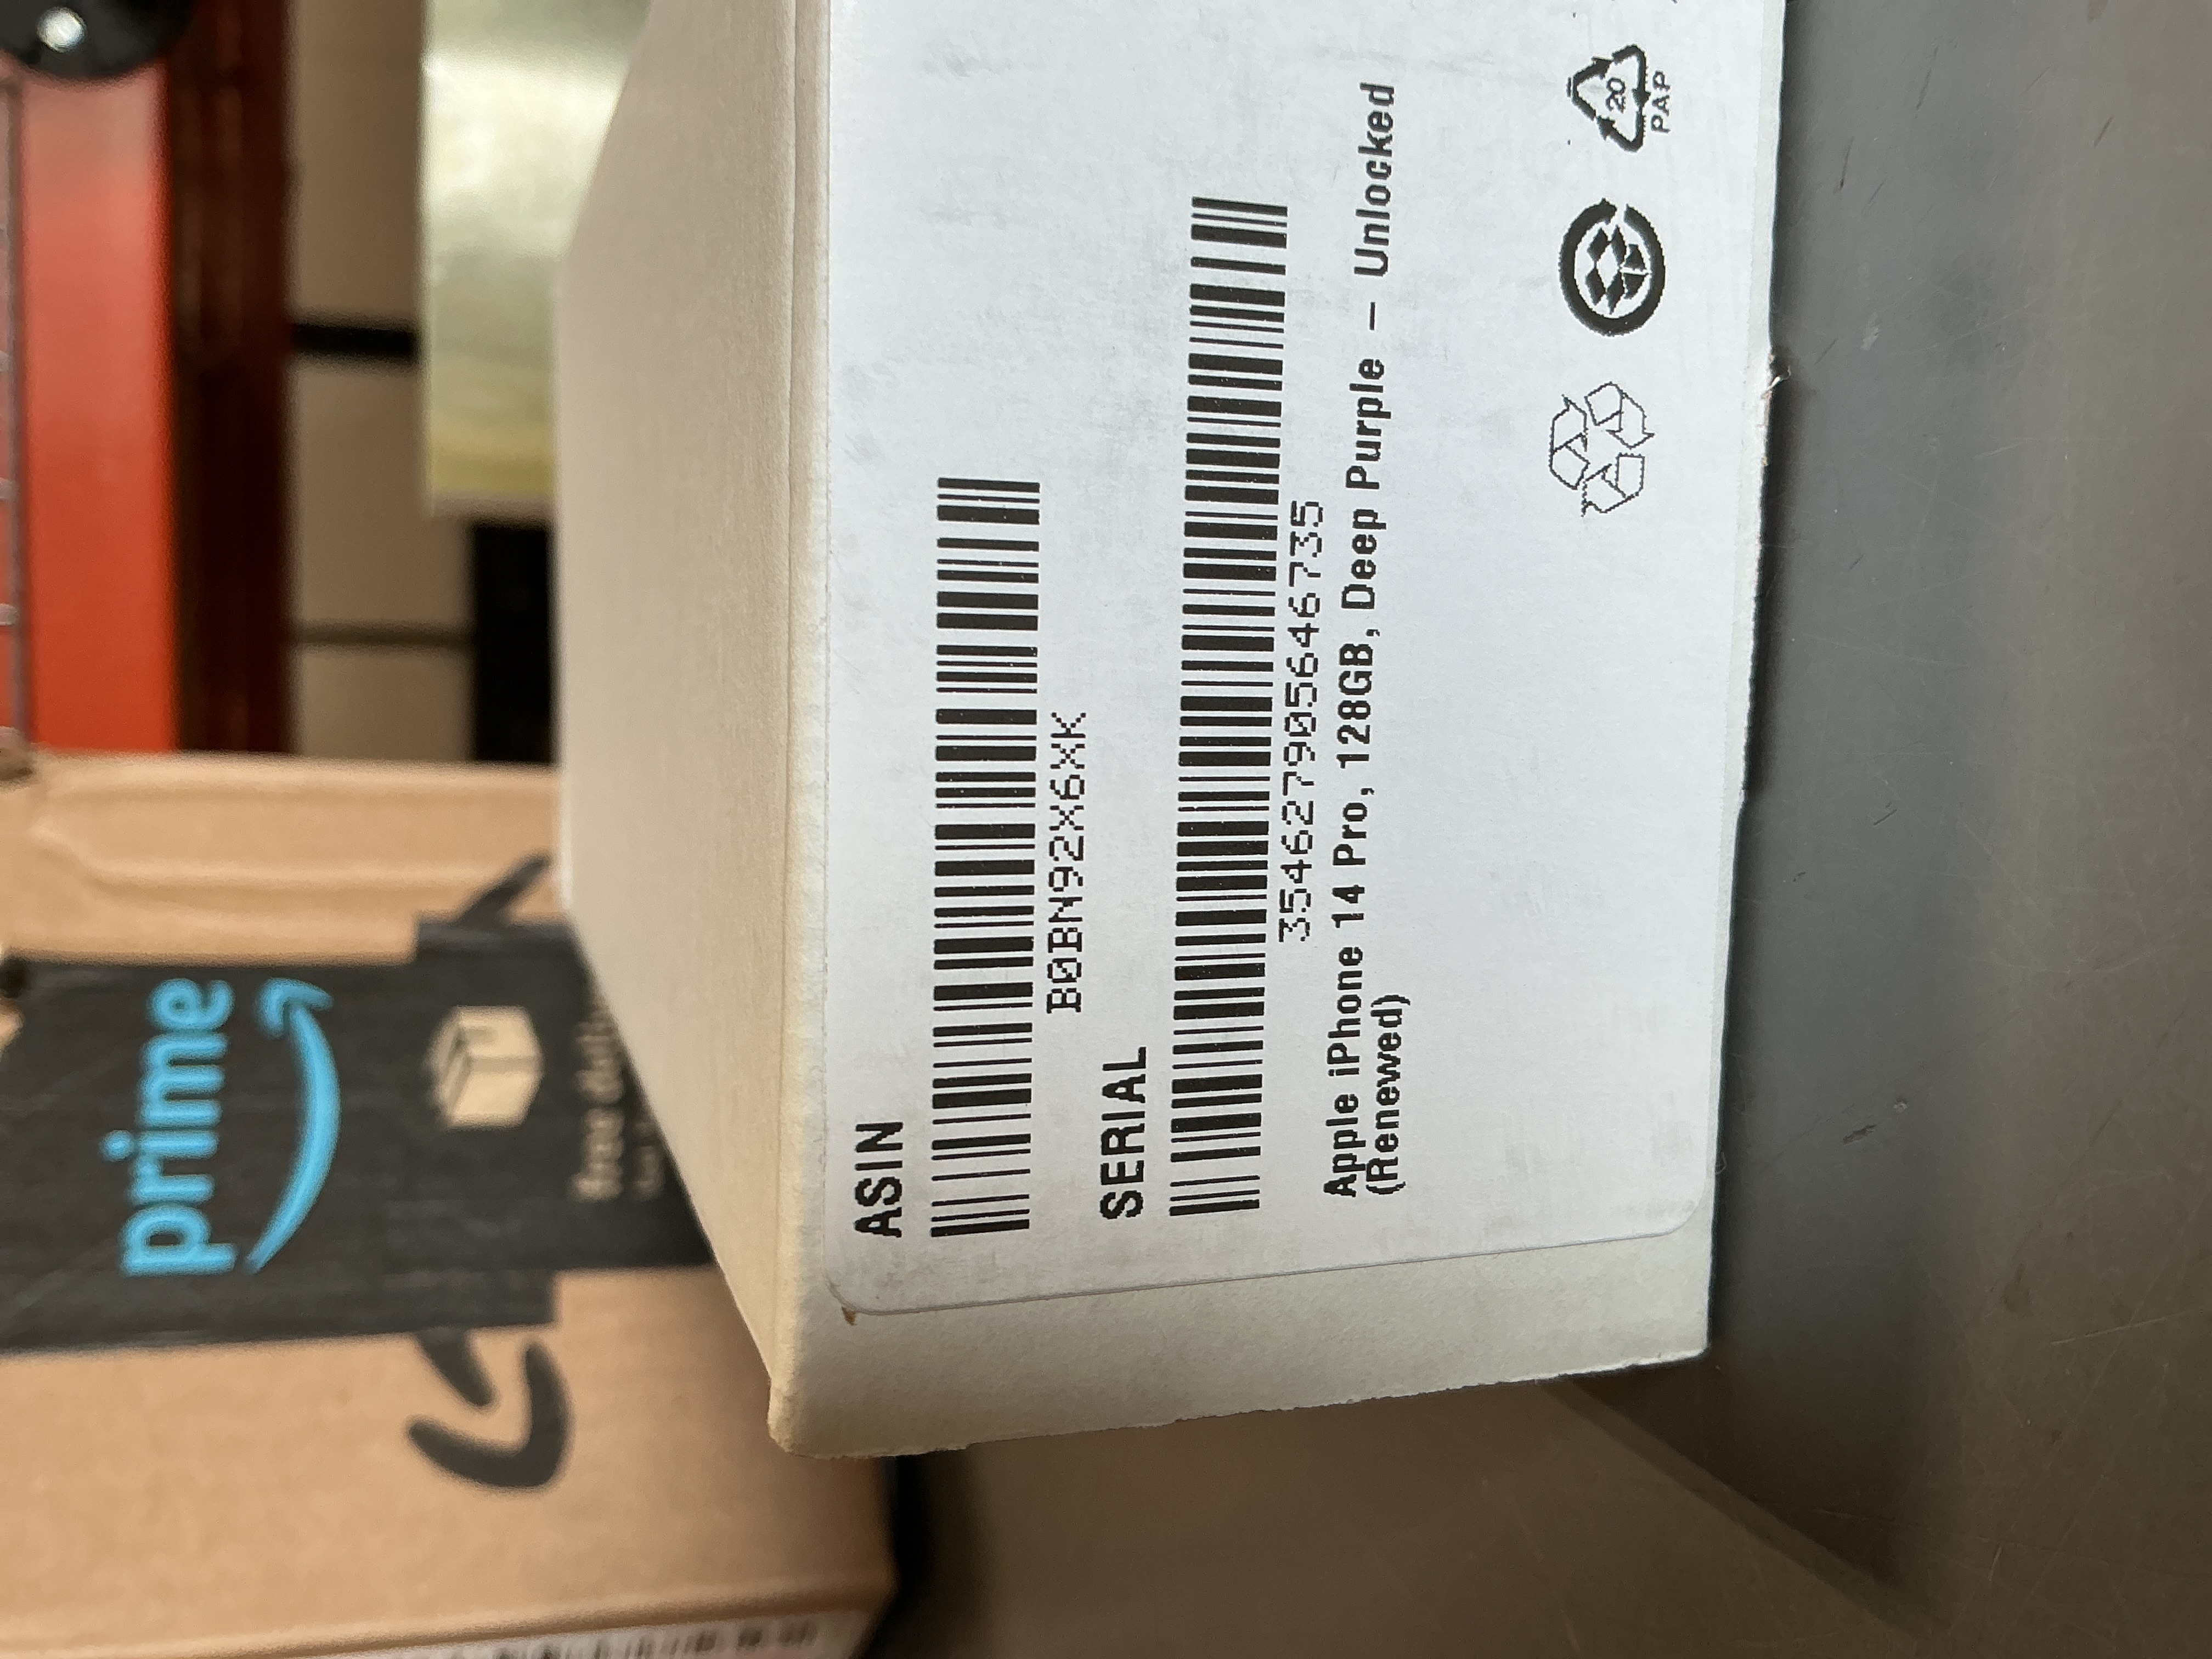 ASIN
B0BN92X6XK
SERIAL
354627905646735
Apple iPhone 14 Pro, 128GB, Deep Purple – Unlocked
(Renewed)
20
PAP
prime